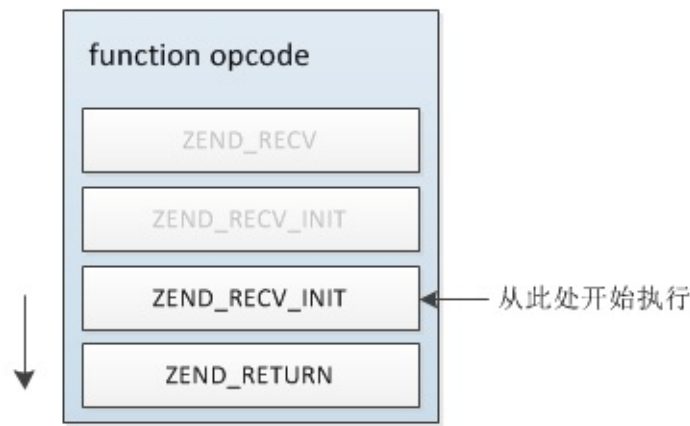 function opcode
ZEND_RECV
ZEND_RECV_INIT
ZEND_RECV_INIT
从此处开始执行
ZEND_RETURN